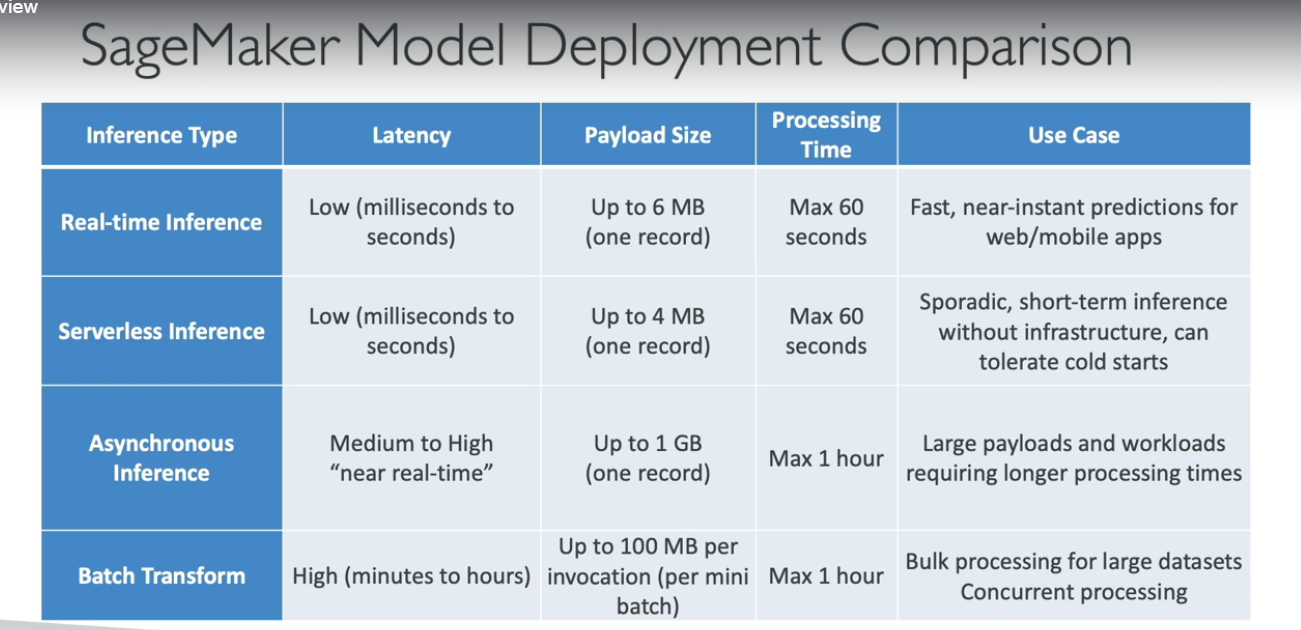 view
SageMaker Model Deployment Comparison
Inference Type
Latency
Payload Size
Processing
Time
Use Case
Real-time Inference
Low (milliseconds to
seconds)
Up to 6 MB
(one record)
Max 60
seconds
Fast, near-instant predictions for
web/mobile apps
Serverless Inference
Low (milliseconds to
seconds)
Up to 4 MB
(one record)
Max 60
seconds
Sporadic, short-term inference
without infrastructure, can
tolerate cold starts
Asynchronous
Inference
Medium to High
“near real-time”
Up to 1 GB
(one record)
Max 1 hour
Large payloads and workloads
requiring longer processing times
Batch Transform
High (minutes to hours)
Up to 100 MB per
invocation (per mini
batch)
Max 1 hour
Bulk processing for large datasets
Concurrent processing